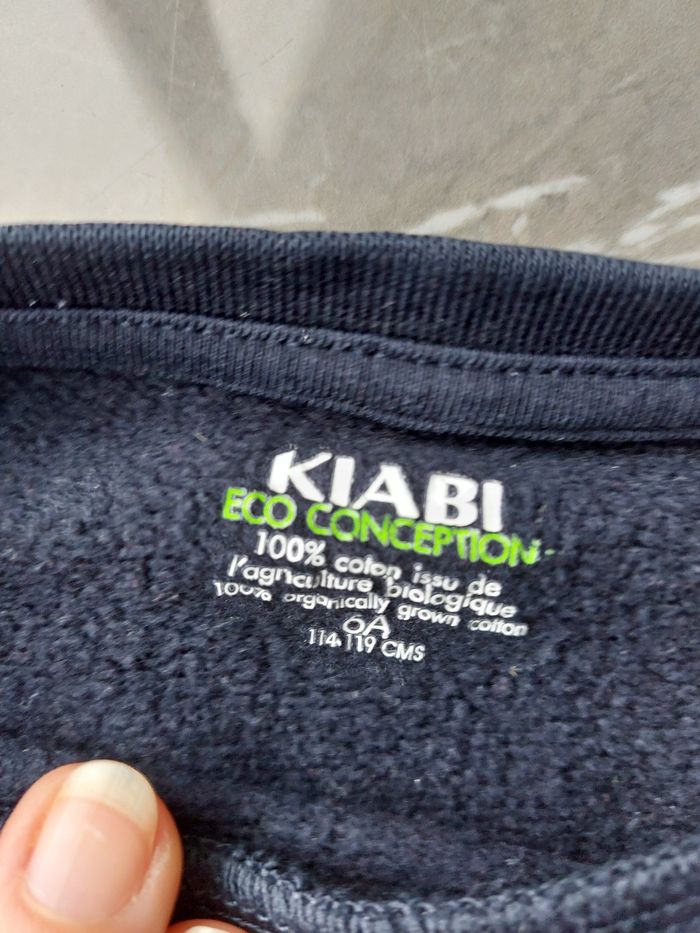 KIABI
ECO CONCEPTION
100% coton issu de
l'agriculture biologique
100% organically grown cotton
6A
114-119 CMS